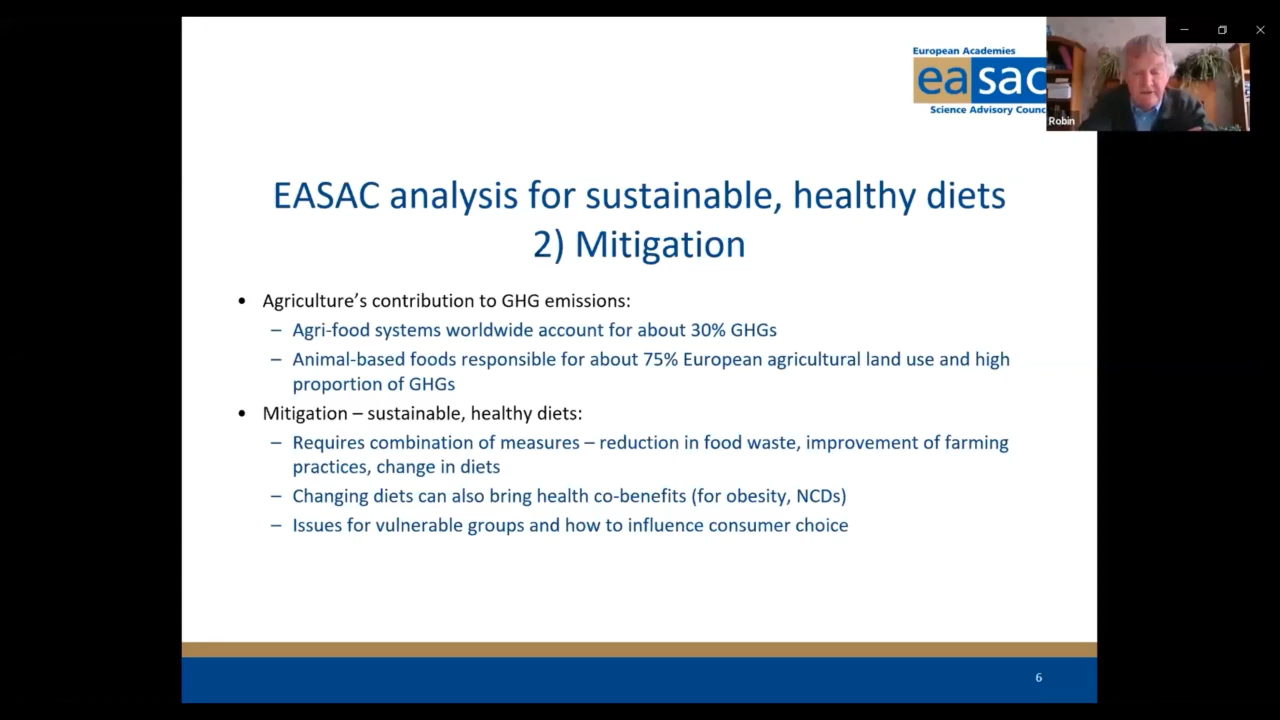 European Academies
easac
Science Advisory Counc
Robin
EASAC analysis for sustainable, healthy diets
2) Mitigation
• Agriculture’s contribution to GHG emissions:
– Agri-food systems worldwide account for about 30% GHGs
– Animal-based foods responsible for about 75% European agricultural land use and high
proportion of GHGs
• Mitigation – sustainable, healthy diets:
– Requires combination of measures – reduction in food waste, improvement of farming
practices, change in diets
– Changing diets can also bring health co-benefits (for obesity, NCDs)
– Issues for vulnerable groups and how to influence consumer choice
6